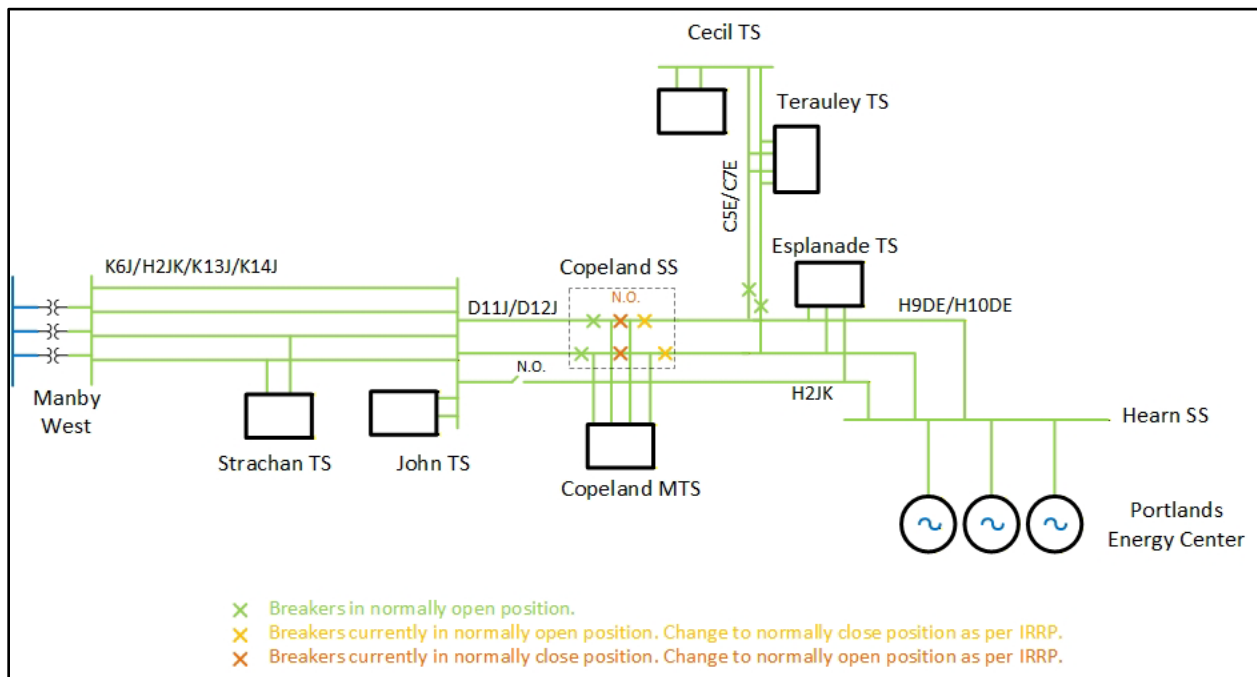 Cecil TS
Terauley TS
C5E/C7E
Esplanade TS
K6J/H2JK/K13J/K14J
Copeland SS
N.O.
D11J/D12J
H9DE/H10DE
N.O.
H2JK
Manby
West
Hearn SS
Strachan TS
John TS
Copeland MTS
Portlands
Energy Center
Breakers in normally open position.
Breakers currently in normally open position. Change to normally close position as per IRRP.
Breakers currently in normally close position. Change to normally open position as per IRRP.